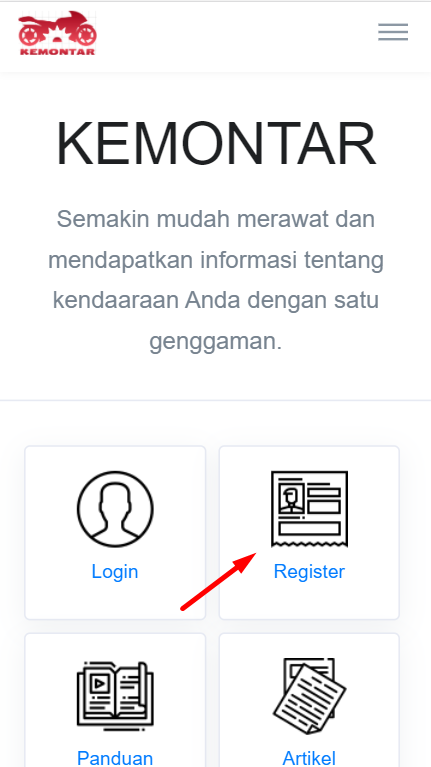 KEMONTAR
KEMONTAR
Semakin mudah merawat dan
mendapatkan informasi tentang
kendaaraan Anda dengan satu
genggaman.
Login
Register
Panduan
Artikel